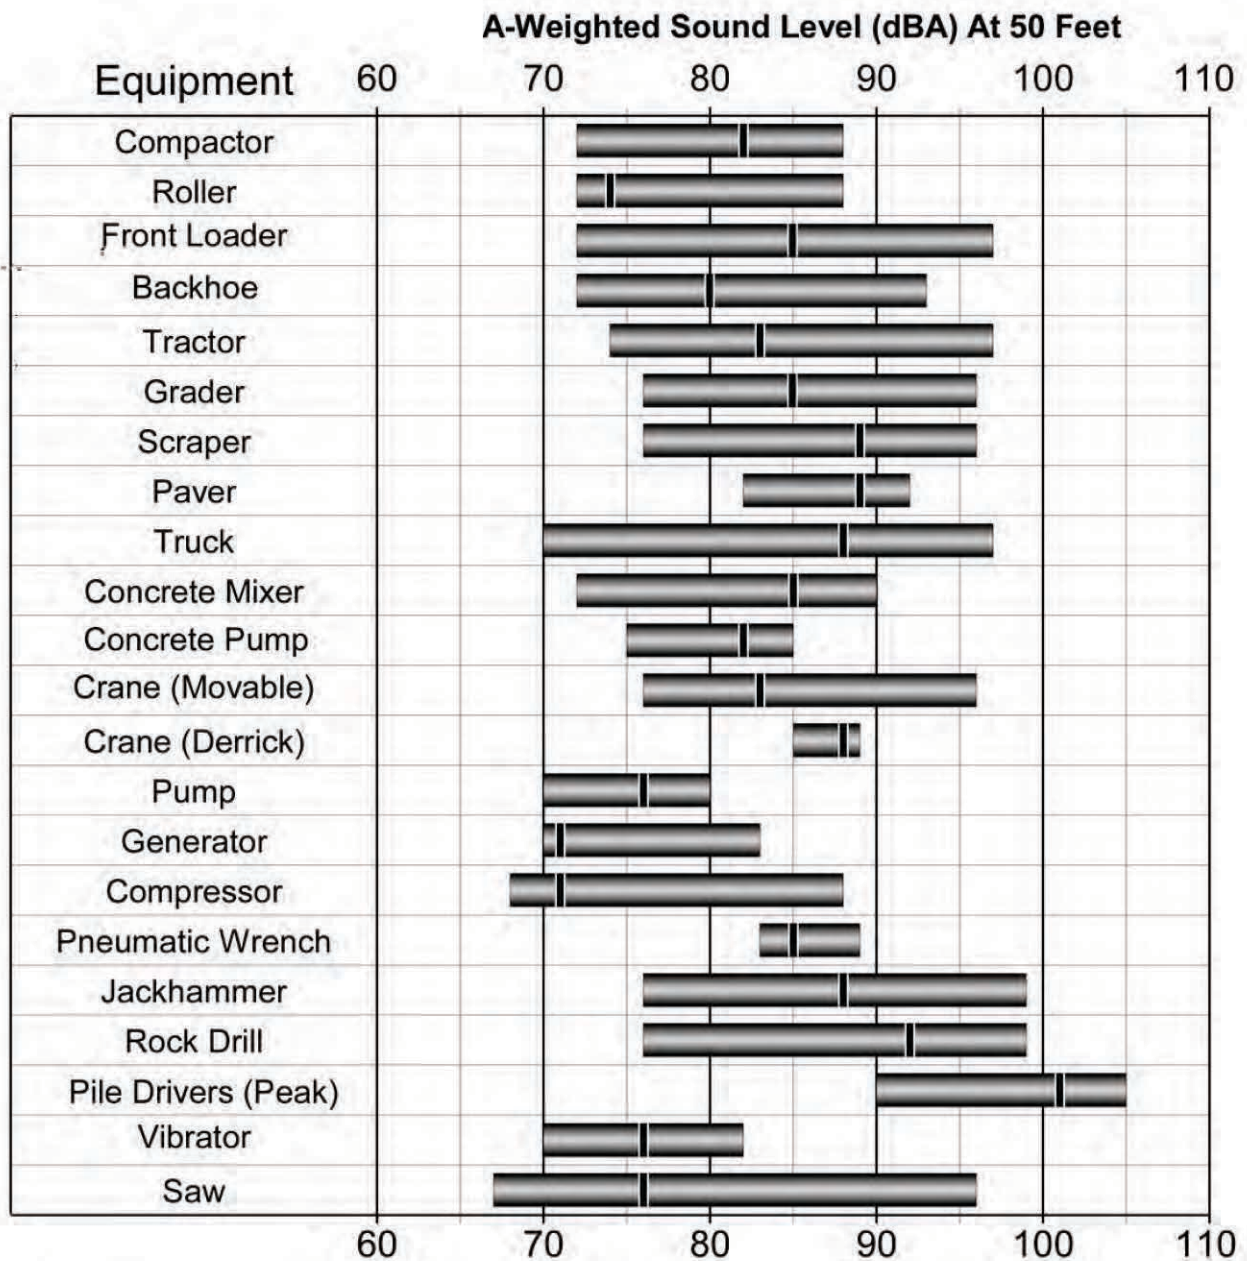 A-Weighted Sound Level (dBA) At 50 Feet
Equipment 60 70 80 90 100 110
Compactor
Roller
Front Loader
Backhoe
Tractor
Grader
Scraper
Paver
Truck
Concrete Mixer
Concrete Pump
Crane (Movable)
Crane (Derrick)
Pump
Generator
Compressor
Pneumatic Wrench
Jackhammer
Rock Drill
Pile Drivers (Peak)
Vibrator
Saw
60 70 80 90 100 110